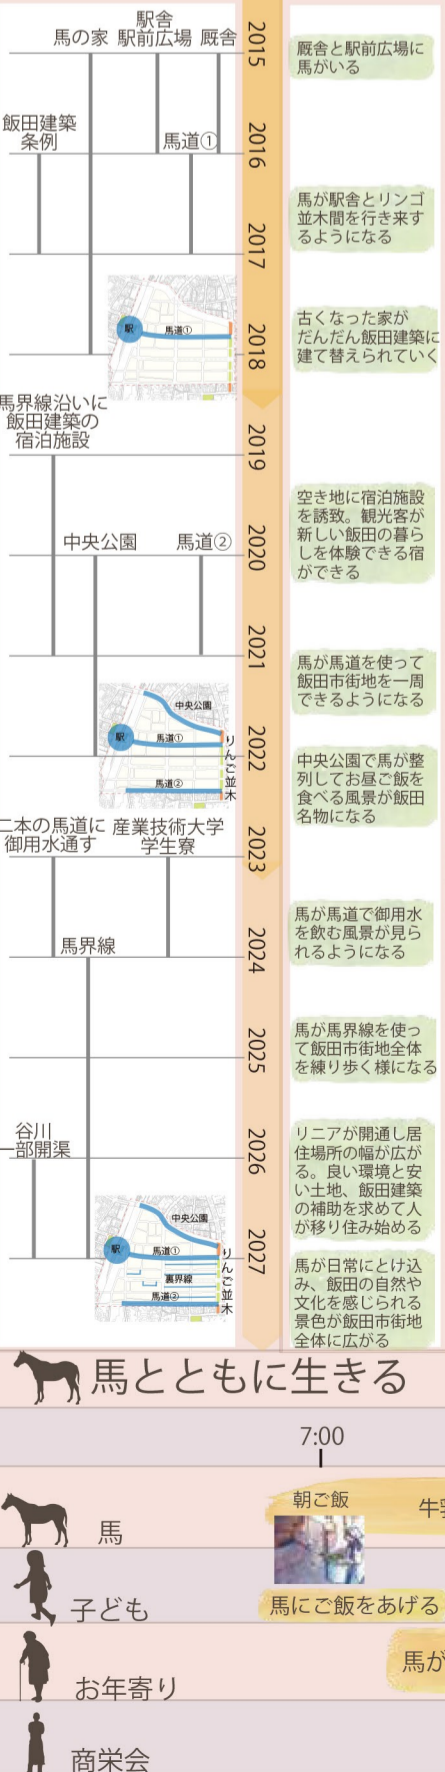 駅舎
馬の家 駅前広場 厩舎
2015
厩舎と駅前広場に
馬がいる
飯田建築
条例
馬道①
2016
馬が駅舎とリンゴ
並木間を行き来す
るようになる
2017
駅
馬道①
2018
古くなった家が
だんだん飯田建築に
建て替えられていく
馬界線沿いに
飯田建築の
宿泊施設
2019
空き地に宿泊施設
を誘致。観光客が
新しい飯田の暮ら
しを体験できる宿
ができる
中央公園
馬道②
2020
2021
馬が馬道を使って
飯田市街地を一周
できるようになる
中央公園
駅
馬道①
馬道②
りんご並木
2022
中央公園で馬が整
列してお昼ご飯を
食べる風景が飯田
名物になる
二本の馬道に
御用水通す
産業技術大学
学生寮
2023
馬が馬道で御用水
を飲む風景が見ら
れるようになる
馬界線
2024
2025
馬が馬界線を使っ
て飯田市街地全体
を練り歩く様になる
谷川
一部開渠
2026
リニアが開通し居
住場所の幅が広が
る。良い環境と安
い土地、飯田建築
の補助を求めて人
が移り住み始める
中央公園
駅
馬道①
裏界線
馬道②
りんご並木
2027
馬が日常にとけ込
み、飯田の自然や
文化を感じられる
景色が飯田市街地
全体に広がる
馬とともに生きる
7:00
馬
朝ご飯
牛
子ども
馬にご飯をあげる
お年寄り
馬が
商栄会